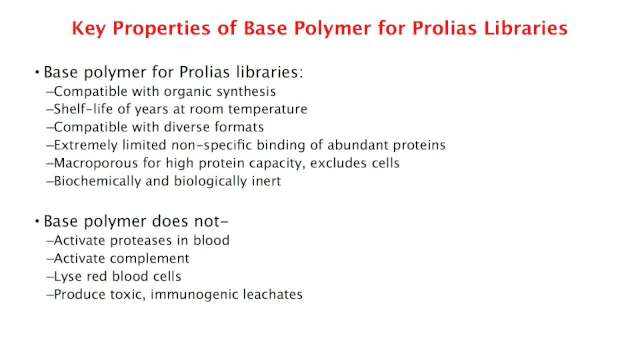 Key Properties of Base Polymer for Prolias Libraries
• Base polymer for Prolias libraries:
–Compatible with organic synthesis
–Shelf-life of years at room temperature
–Compatible with diverse formats
–Extremely limited non-specific binding of abundant proteins
–Macroporous for high protein capacity, excludes cells
–Biochemically and biologically inert
• Base polymer does not–
–Activate proteases in blood
–Activate complement
–Lyse red blood cells
–Produce toxic, immunogenic leachates